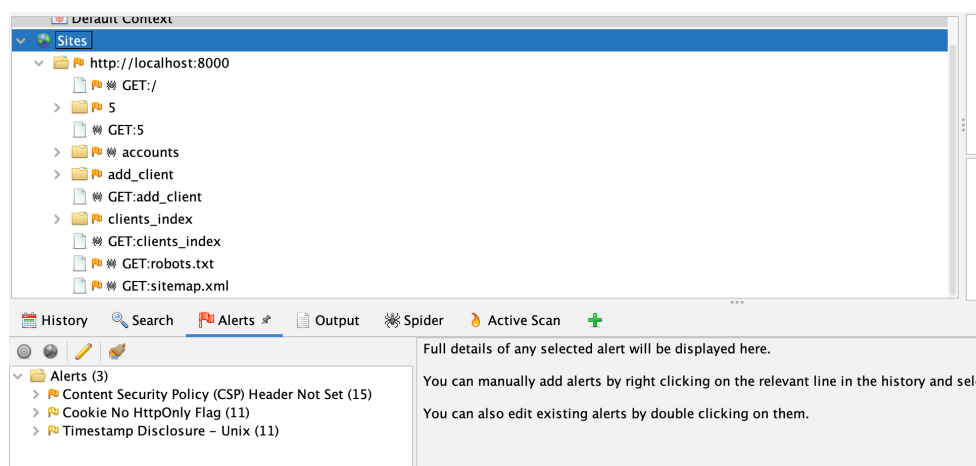 Default Context
Sites
http://localhost:8000
GET:/
5
GET:5
accounts
add_client
GET:add_client
clients_index
GET:clients_index
GET:robots.txt
GET:sitemap.xml
History Search Alerts Output Spider Active Scan
Alerts (3)
Content Security Policy (CSP) Header Not Set (15)
Cookie No HttpOnly Flag (11)
Timestamp Disclosure – Unix (11)
Full details of any selected alert will be displayed here.
You can manually add alerts by right clicking on the relevant line in the history and sel
You can also edit existing alerts by double clicking on them.